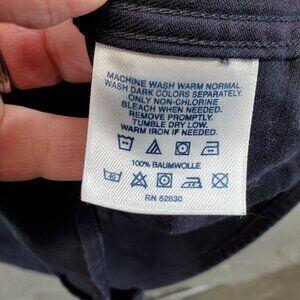 MACHINE WASH WARM NORMAL
WASH DARK COLORS SEPARATELY.
ONLY NON-CHLORINE
BLEACH WHEN NEEDED.
REMOVE PROMPTLY.
TUMBLE DRY LOW.
WARM IRON IF NEEDED.
100% BAUMWOLLE
RN 52830